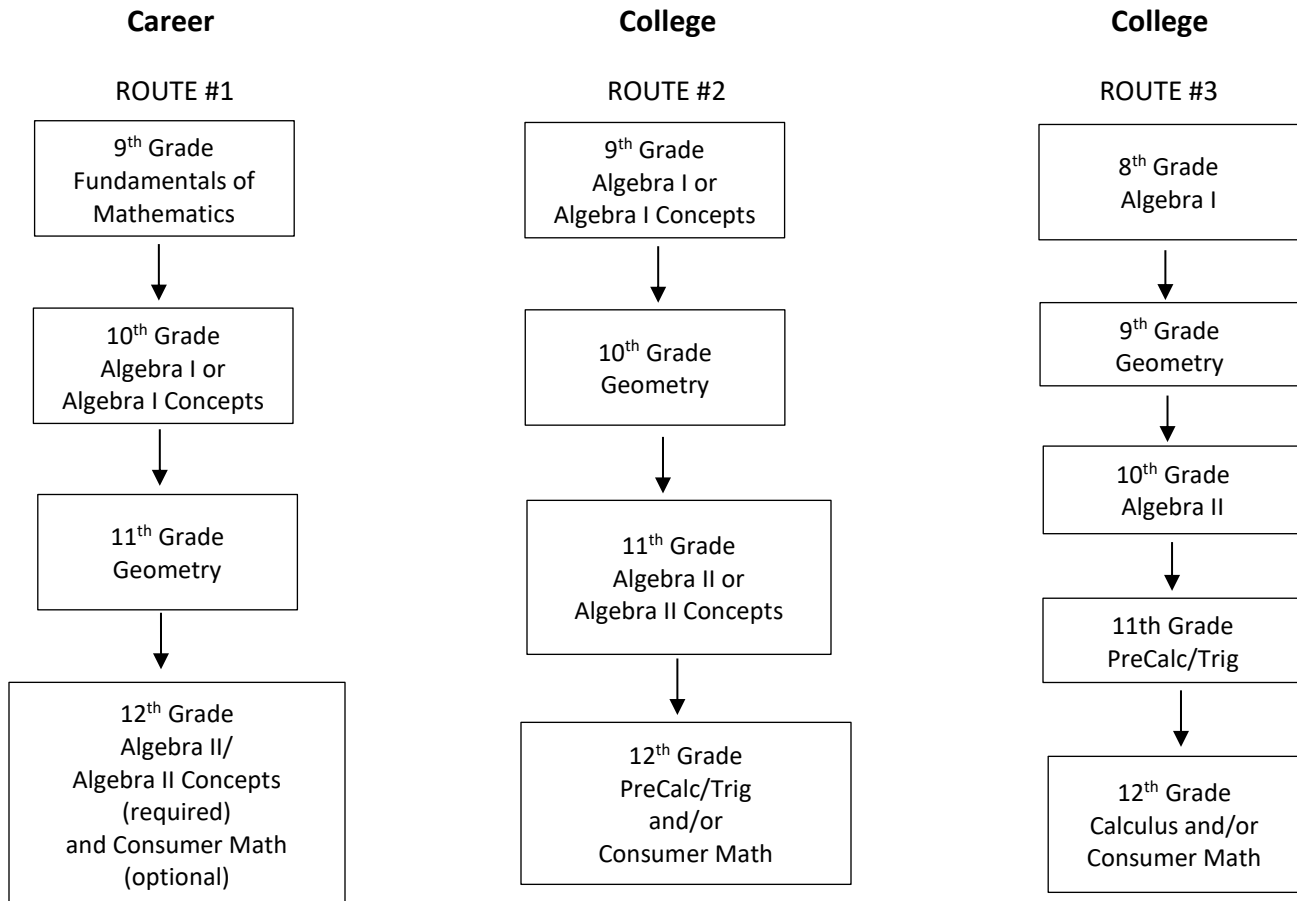 Career
ROUTE #1
9th Grade
Fundamentals of
Mathematics
10th Grade
Algebra I or
Algebra I Concepts
11th Grade
Geometry
12th Grade
Algebra II/
Algebra II Concepts
(required)
and Consumer Math
(optional)
College
ROUTE #2
9th Grade
Algebra I or
Algebra I Concepts
10th Grade
Geometry
11th Grade
Algebra II or
Algebra II Concepts
12th Grade
PreCalc/Trig
and/or
Consumer Math
College
ROUTE #3
8th Grade
Algebra I
9th Grade
Geometry
10th Grade
Algebra II
11th Grade
PreCalc/Trig
12th Grade
Calculus and/or
Consumer Math